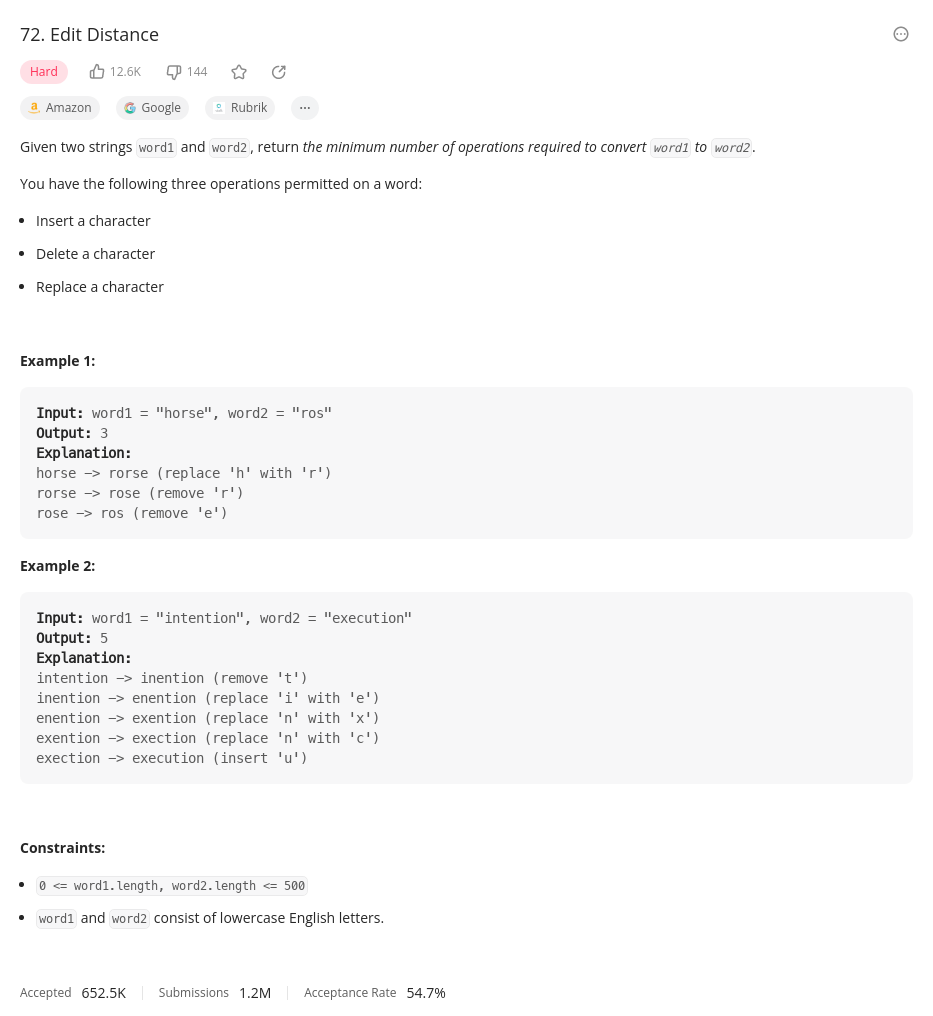 72. Edit Distance
Hard 12.6K 144
Amazon Google Rubrik
Given two strings word1 and word2, return the minimum number of operations required to convert word1 to word2.
You have the following three operations permitted on a word:
• Insert a character
• Delete a character
• Replace a character
Example 1:
Input: word1 = "horse", word2 = "ros"
Output: 3
Explanation:
horse -> rorse (replace 'h' with 'r')
rorse -> rose (remove 'r')
rose -> ros (remove 'e')
Example 2:
Input: word1 = "intention", word2 = "execution"
Output: 5
Explanation:
intention -> inention (remove 't')
inention -> enention (replace 'i' with 'e')
enention -> exention (replace 'n' with 'x')
exention -> exection (replace 'n' with 'c')
exection -> execution (insert 'u')
Constraints:
• 0 <= word1.length, word2.length <= 500
• word1 and word2 consist of lowercase English letters.
Accepted 652.5K Submissions 1.2M Acceptance Rate 54.7%